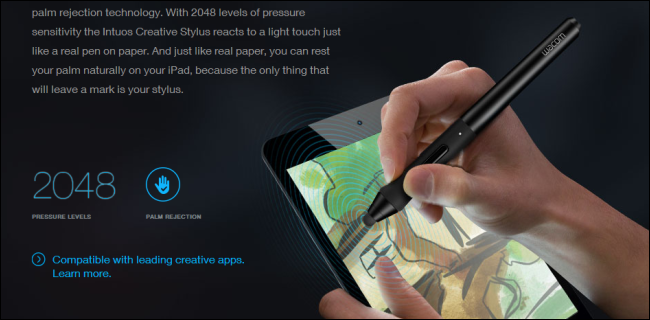 palm rejection technology. With 2048 levels of pressure
sensitivity the Intuos Creative Stylus reacts to a light touch just
like a real pen on paper. And just like real paper, you can rest
your palm naturally on your iPad, because the only thing that
will leave a mark is your stylus.
wacom
2048
PRESSURE LEVELS
PALM REJECTION
Compatible with leading creative apps.
Learn more.